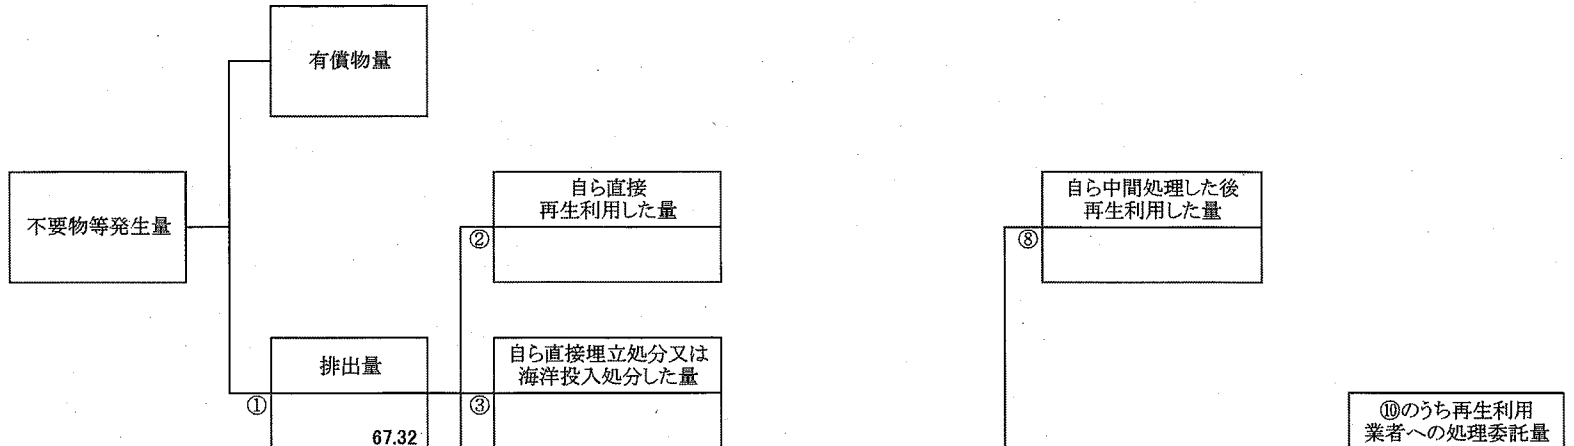 有償物量
不要物等発生量
自ら直接
再生利用した量
②
自ら中間処理した後
再生利用した量
⑧
排出量
①
67.32
自ら直接埋立処分又は
海洋投入処分した量
③
⑩のうち再生利用
業者への処理委託量